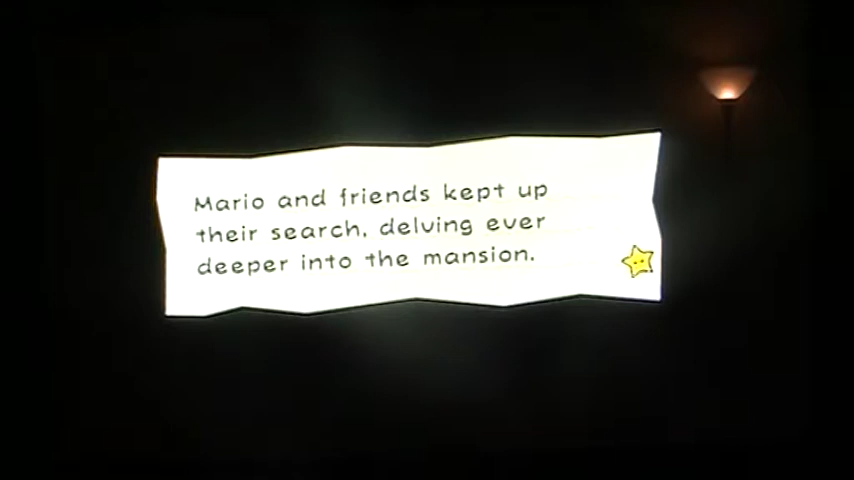 Mario and friends kept up
their search, delving ever
deeper into the mansion.